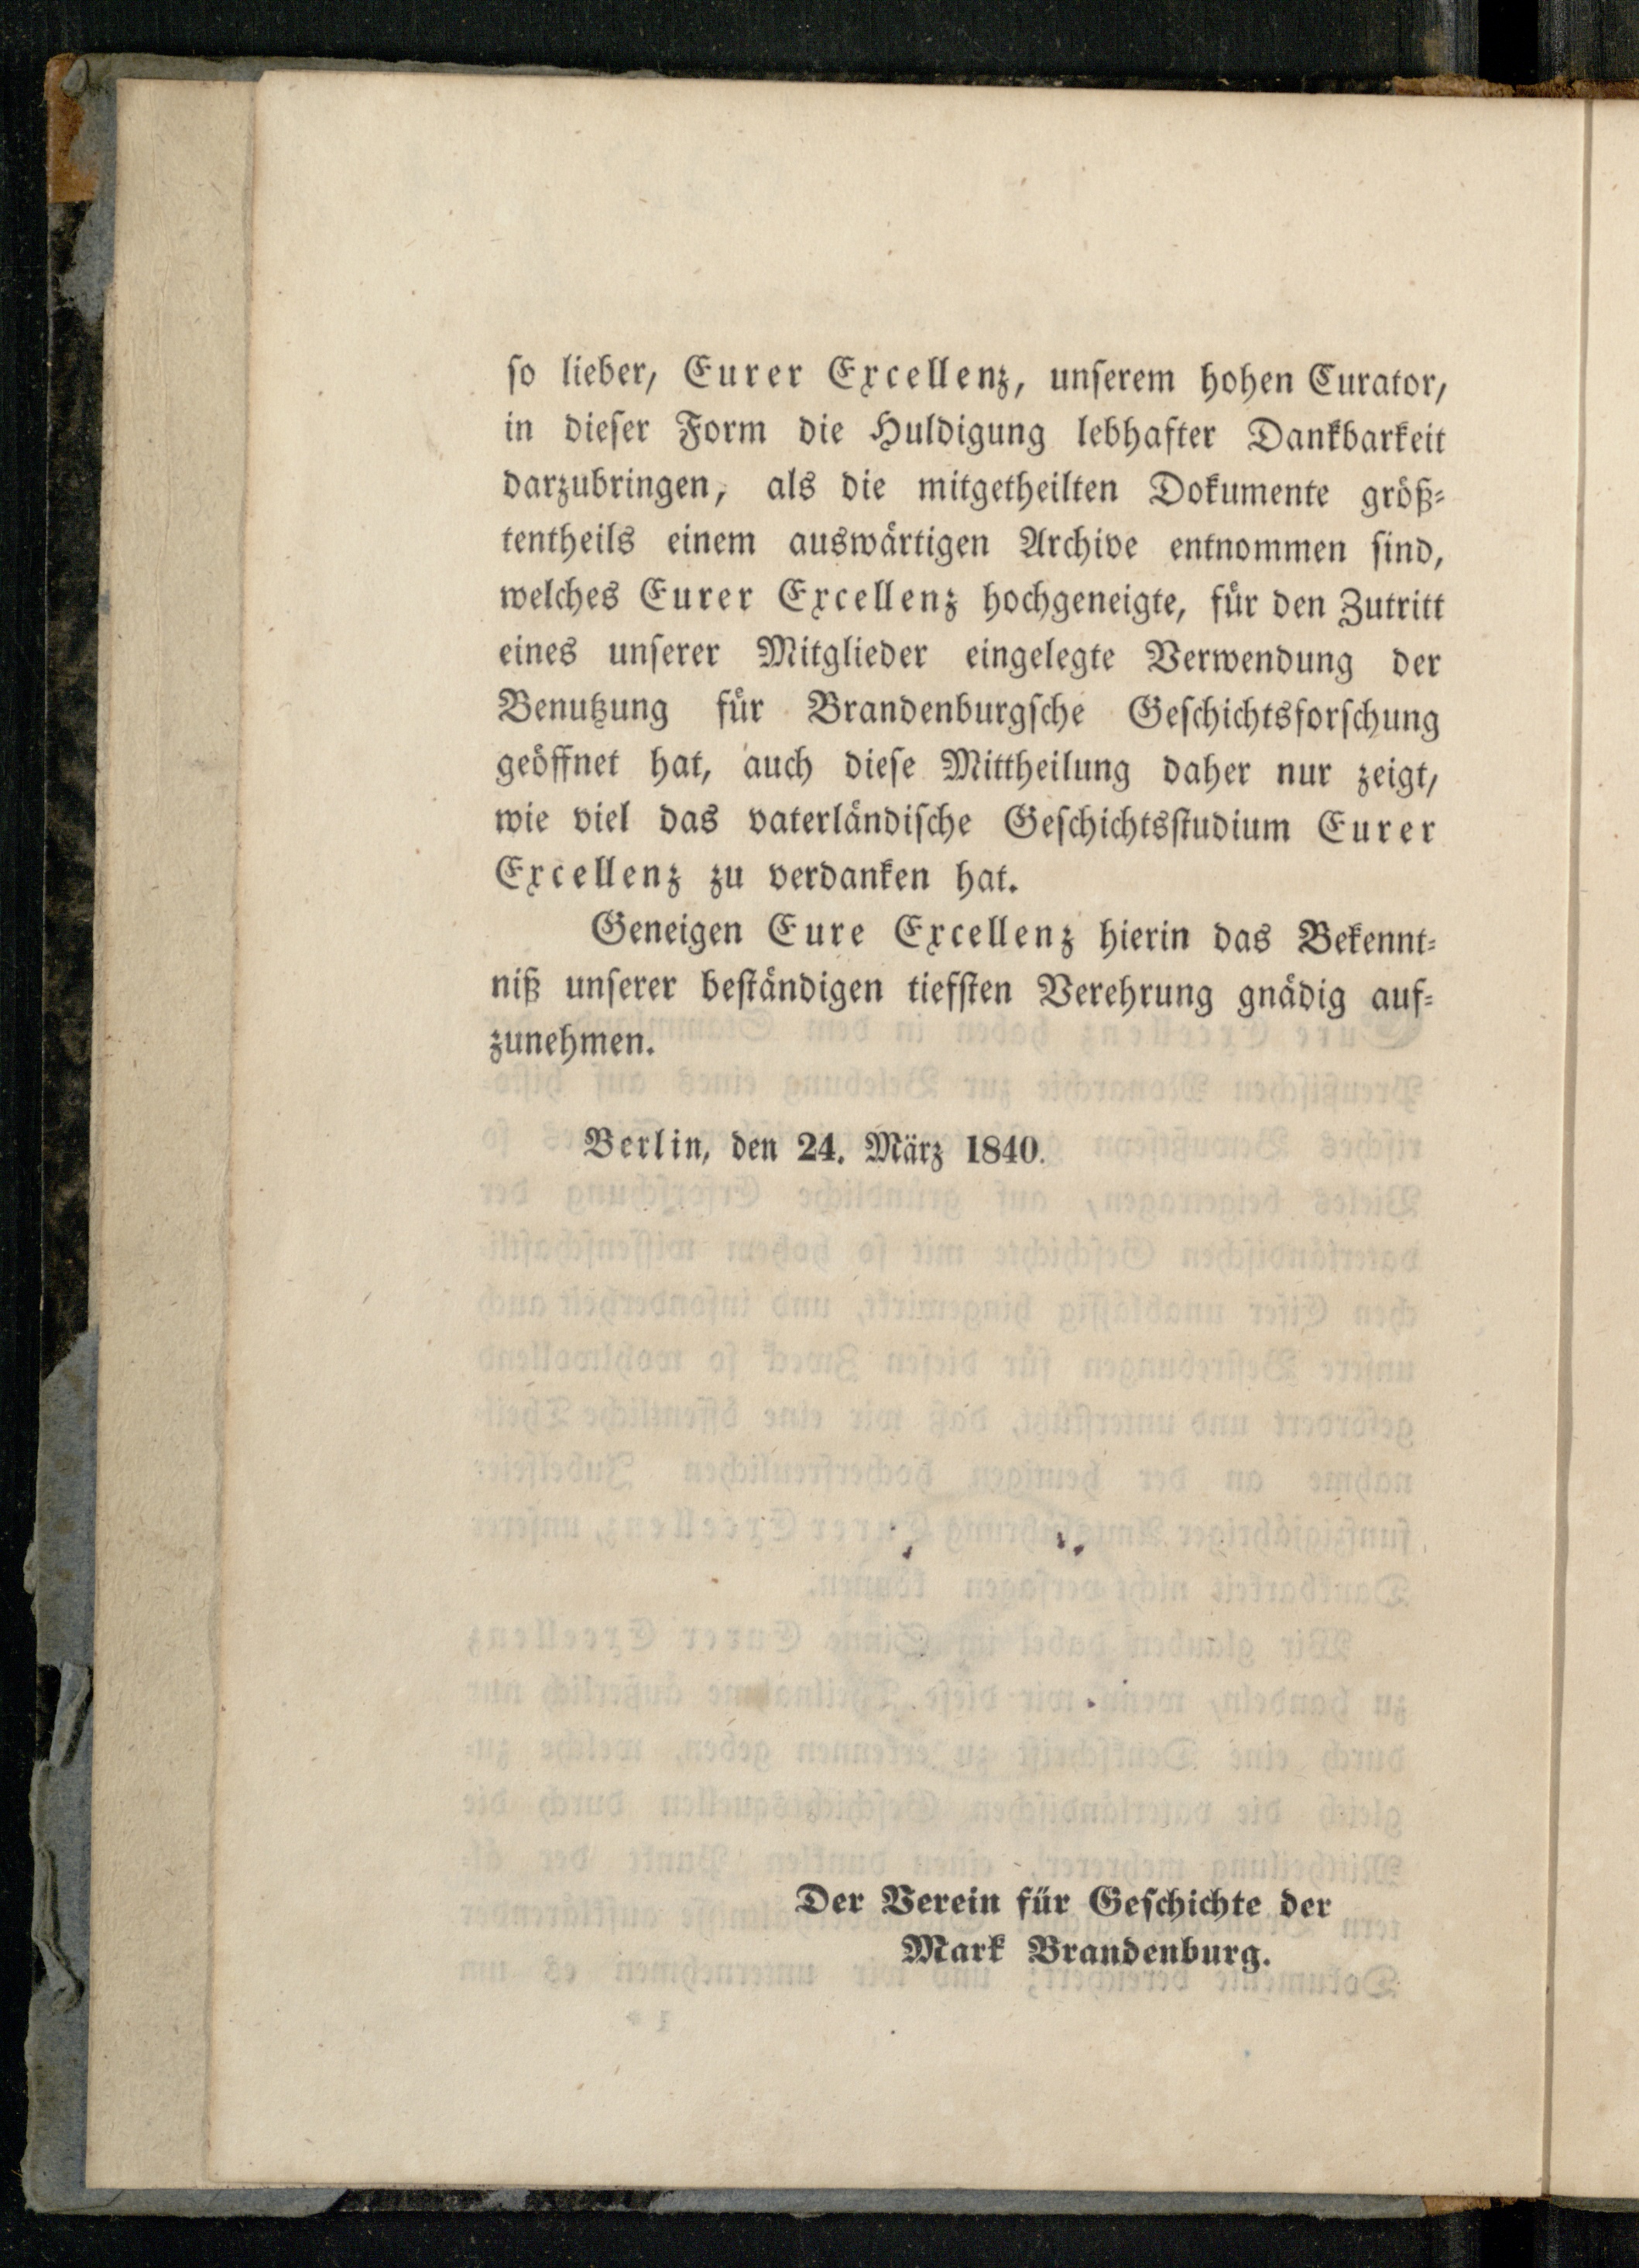 so lieber, Eurer Excellenz, unserem hohen Curator,
in dieser Form die Huldigung lebhafter Dankbarkeit
darzubringen, als die mitgetheilten Dokumente größ-
tentheils einem auswärtigen Archive entnommen sind,
welches Eurer Excellenz hochgeneigte, für den Zutritt
eines unserer Mitglieder eingelegte Verwendung der
Benutzung für Brandenburgsche Geschichtsforschung
geöffnet hat, auch diese Mittheilung daher nur zeigt,
wie viel das vaterländische Geschichtsstudium Eurer
Excellenz zu verdanken hat.
Geneigen Eure Excellenz hierin das Bekennt-
niß unserer beständigen tiefsten Verehrung gnädig auf-
zunehmen.
Berlin, den 24. März 1840.
Der Verein für Geschichte der
Mark Brandenburg.